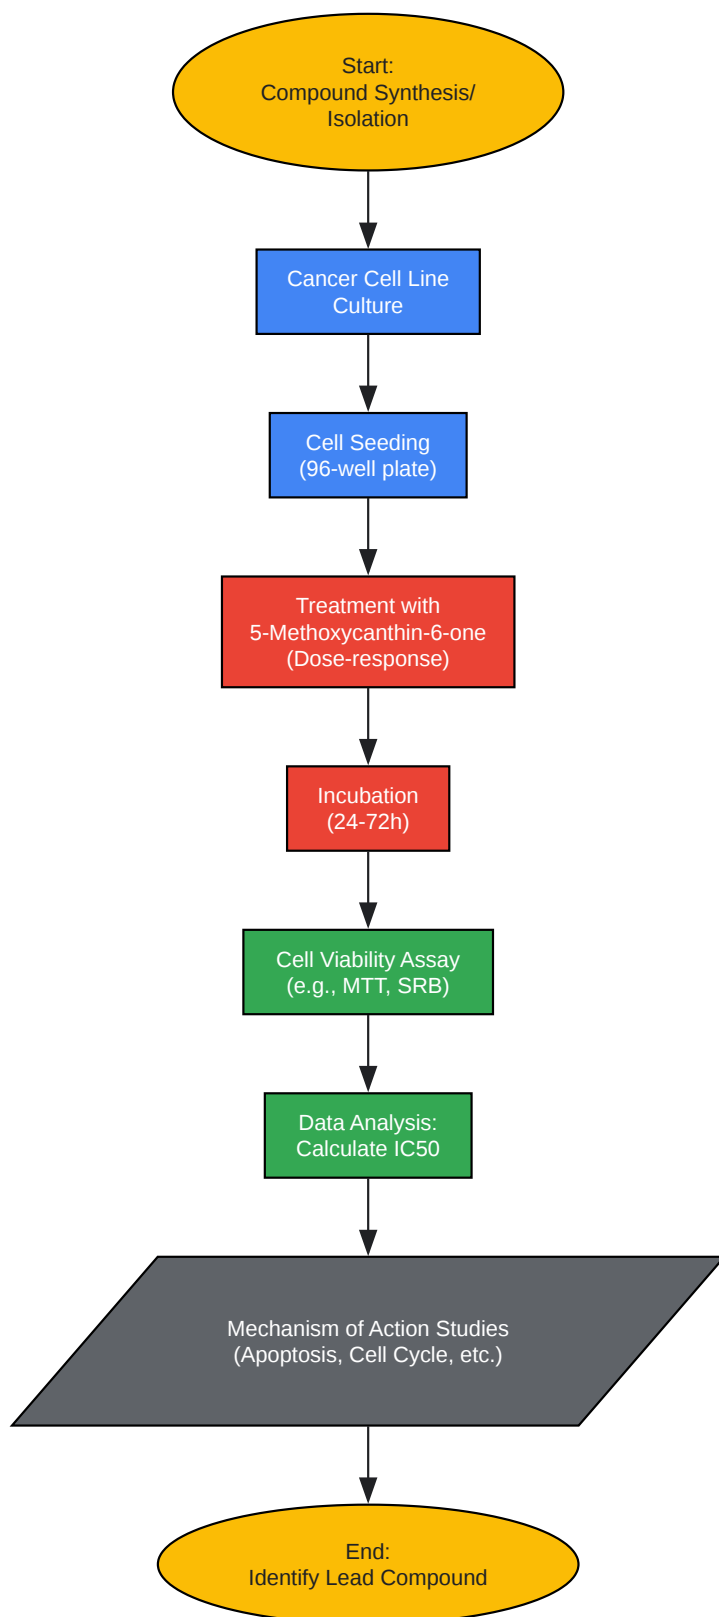 Start:
Compound Synthesis/
Isolation
Cancer Cell Line
Culture
Cell Seeding
(96-well plate)
Treatment with
5-Methoxycanthin-6-one
(Dose-response)
Incubation
(24-72h)
Cell Viability Assay
(e.g., MTT, SRB)
Data Analysis:
Calculate IC50
Mechanism of Action Studies
(Apoptosis, Cell Cycle, etc.)
End:
Identify Lead Compound